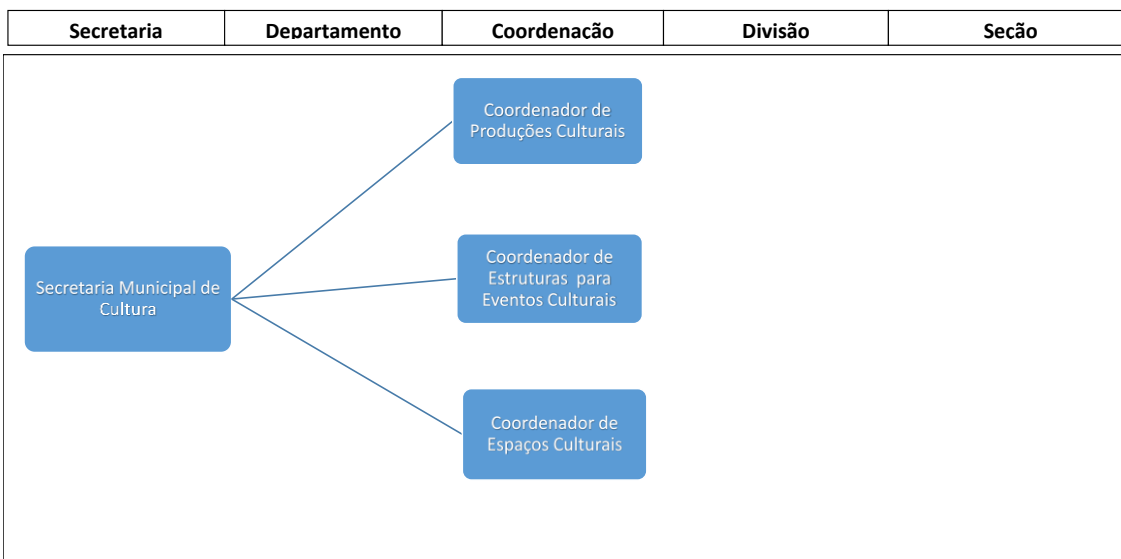 Secretaria Departamento Coordenação Divisão Seção
Coordenador de
Produções Culturais
Secretaria Municipal de
Cultura
Coordenador de
Estruturas para
Eventos Culturais
Coordenador de
Espaços Culturais